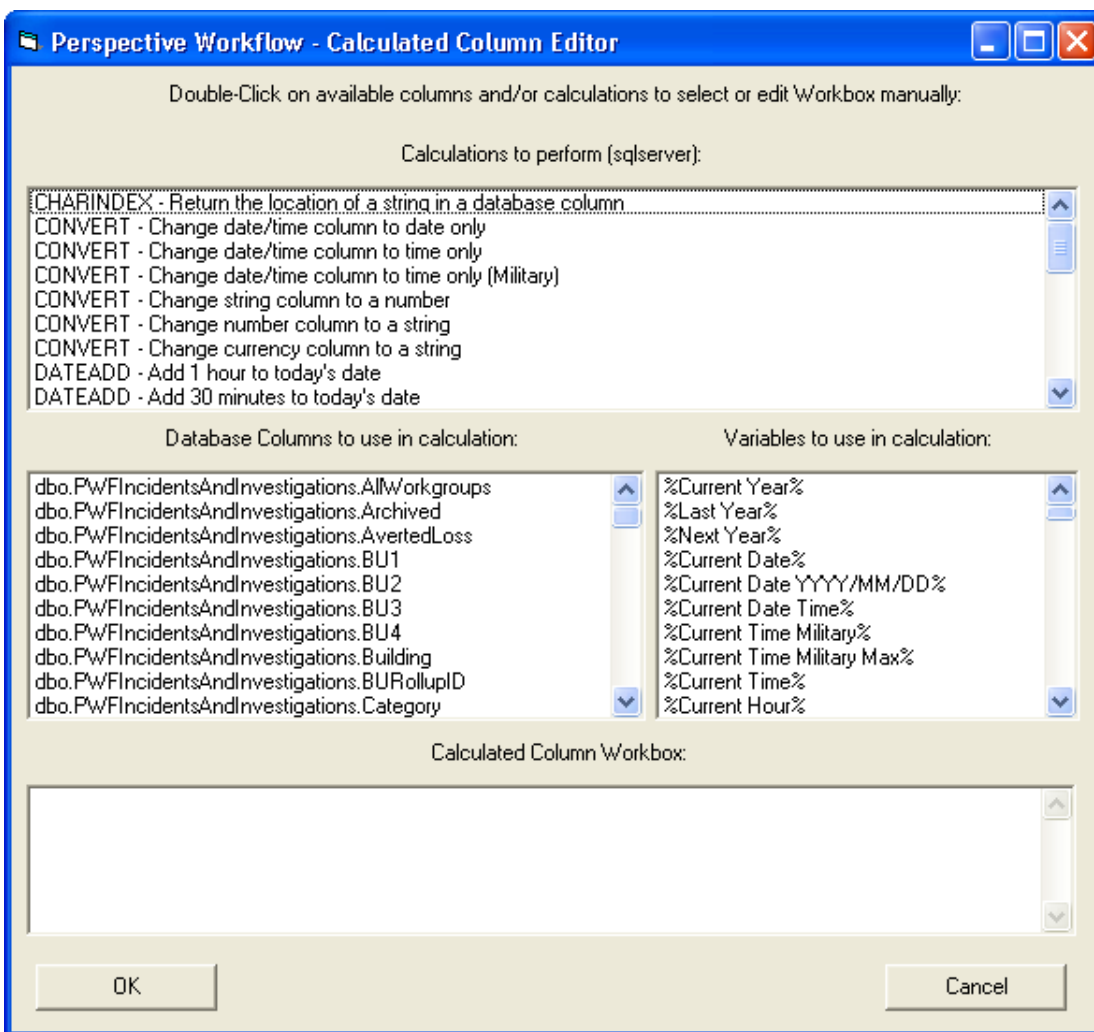 Perspective Workflow - Calculated Column Editor
Double-Click on available columns and/or calculations to select or edit Workbox manually:
Calculations to perform (sqlserver):
CHARINDEX - Return the location of a string in a database column
CONVERT - Change date/time column to date only
CONVERT - Change date/time column to time only
CONVERT - Change date/time column to time only (Military)
CONVERT - Change string column to a number
CONVERT - Change number column to a string
CONVERT - Change currency column to a string
DATEADD - Add 1 hour to today's date
DATEADD - Add 30 minutes to today's date
Database Columns to use in calculation:
dbo.PWFIncidentsAndInvestigations.AllWorkgroups
dbo.PWFIncidentsAndInvestigations.Archived
dbo.PWFIncidentsAndInvestigations.AvertedLoss
dbo.PWFIncidentsAndInvestigations.BU1
dbo.PWFIncidentsAndInvestigations.BU2
dbo.PWFIncidentsAndInvestigations.BU3
dbo.PWFIncidentsAndInvestigations.BU4
dbo.PWFIncidentsAndInvestigations.Building
dbo.PWFIncidentsAndInvestigations.BURollupID
dbo.PWFIncidentsAndInvestigations.Category
Variables to use in calculation:
%Current Year%
%Last Year%
%Next Year%
%Current Date%
%Current Date YYYY/MM/DD%
%Current Date Time%
%Current Time Military%
%Current Time Military Max%
%Current Time%
%Current Hour%
Calculated Column Workbox:
OK
Cancel